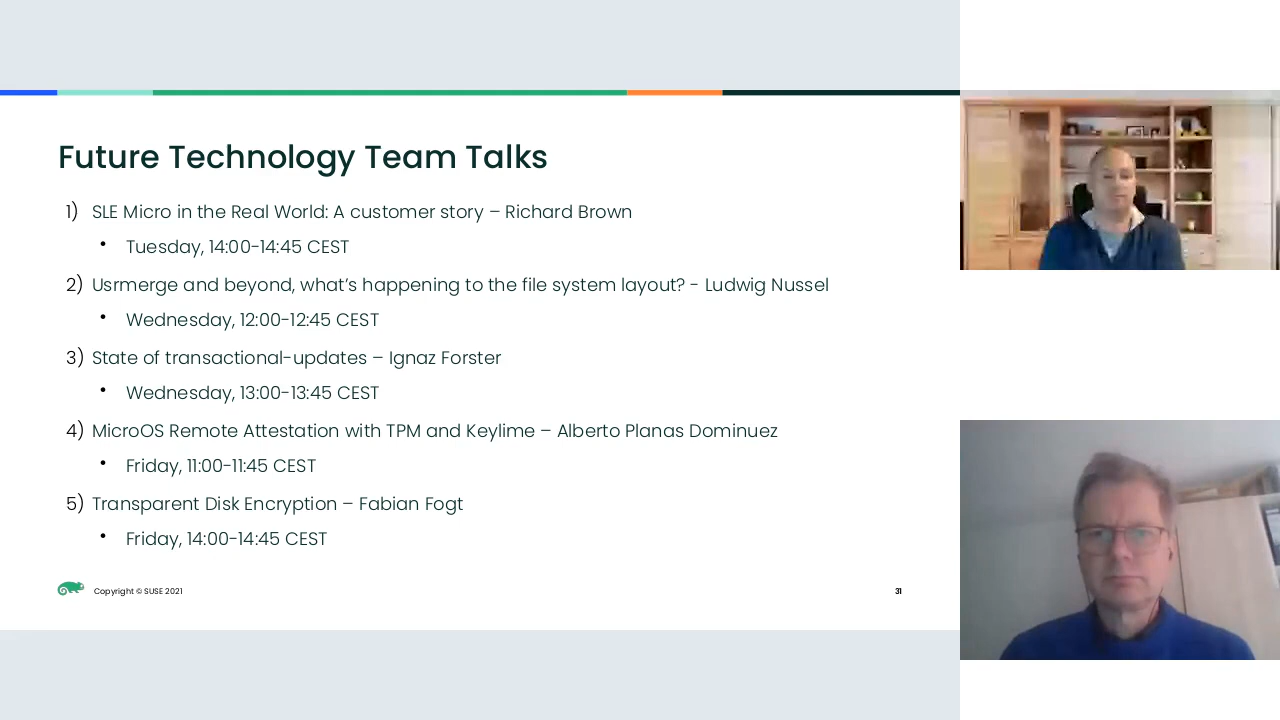 Future Technology Team Talks
1) SLE Micro in the Real World: A customer story – Richard Brown
• Tuesday, 14:00-14:45 CEST
2) Usrmerge and beyond, what’s happening to the file system layout? - Ludwig Nussel
• Wednesday, 12:00-12:45 CEST
3) State of transactional-updates – Ignaz Forster
• Wednesday, 13:00-13:45 CEST
4) MicroOS Remote Attestation with TPM and Keylime – Alberto Planas Dominuez
• Friday, 11:00-11:45 CEST
5) Transparent Disk Encryption – Fabian Fogt
• Friday, 14:00-14:45 CEST
Copyright © SUSE 2021
31